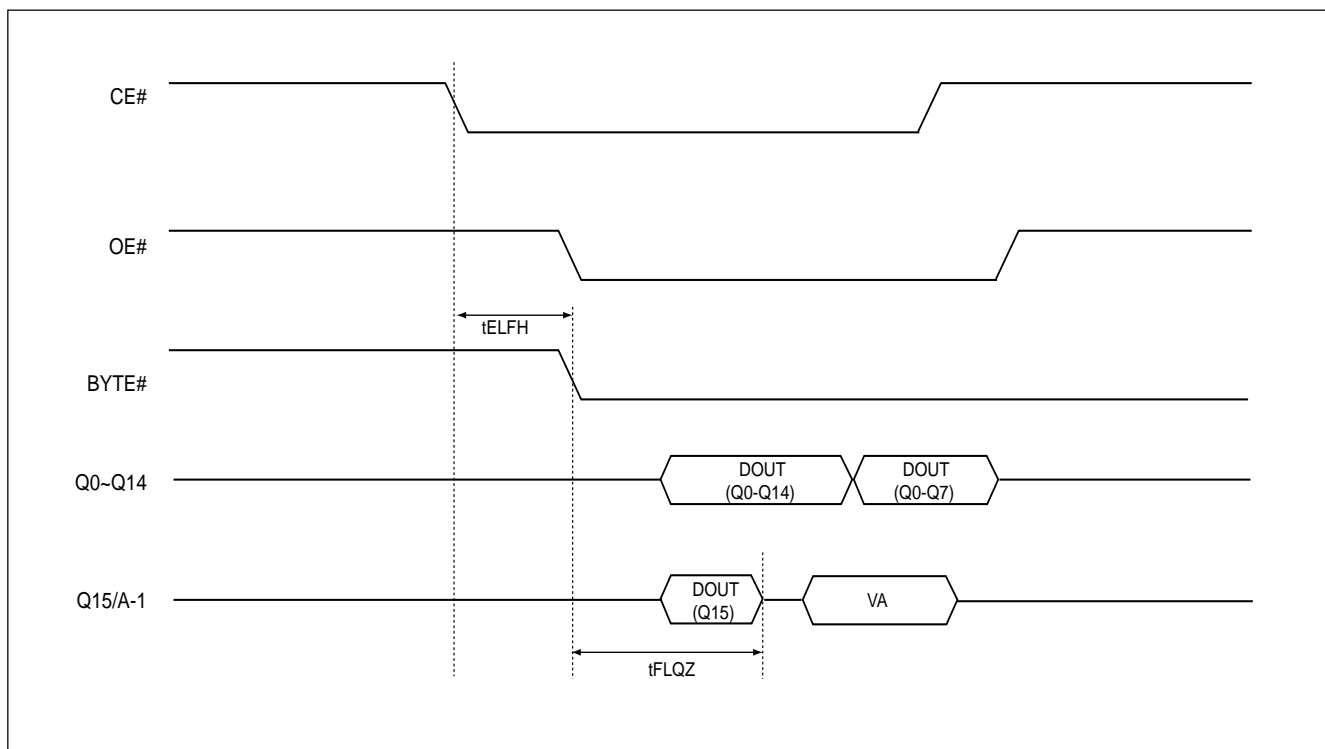 CE#
OE#
tELFH
BYTE#
Q0~Q14
DOUT
(Q0-Q14)
DOUT
(Q0-Q7)
Q15/A-1
DOUT
(Q15)
VA
tFLQZ